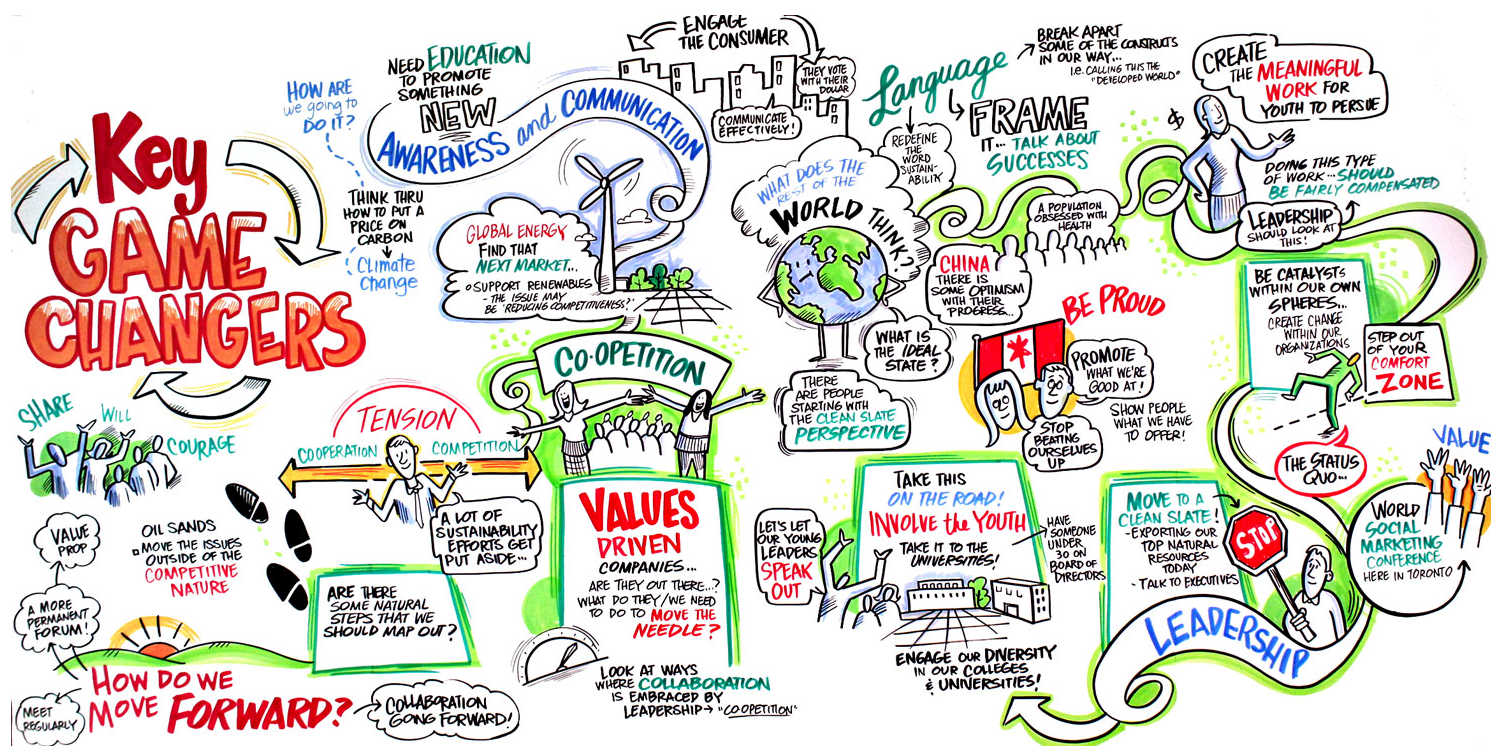 Key
GAME
CHANGERS
HOW ARE
we going to
DO IT?
THINK THRU
HOW TO PUT A
PRICE ON
CARBON
Climate
Change
NEED EDUCATION
TO PROMOTE
SOMETHING
NEW
AWARENESS and COMMUNICATION
GLOBAL ENERGY
FIND THAT
NEXT MARKET...
SUPPORT RENEWABLES
- THE ISSUE MAY
BE "REDUCING COMPETITIVENESS?"
ENGAGE
THE CONSUMER
THEY VOTE
WITH THEIR
DOLLAR
COMMUNICATE
EFFECTIVELY!
Language
BREAK APART
SOME OF THE CONSTRUCTS
IN OUR WAY...
i.e. CALLING THIS THE
"DEVELOPED WORLD"
FRAME
IT... TALK ABOUT
SUCCESSES
REDEFINE
THE
WORD
SUSTAIN-
ABILITY
WHAT DOES THE
REST OF THE
WORLD THINK?
A POPULATION
OBSESSED WITH
HEALTH
CHINA
THERE IS
SOME OPTIMISM
WITH THEIR
PROGRESS...
WHAT IS
THE IDEAL
STATE?
THERE
ARE PEOPLE
STARTING WITH
THE CLEAN SLATE
PERSPECTIVE
BE PROUD
PROMOTE
WHAT WE'RE
GOOD AT!
STOP
BEATING
OURSELVES
UP
SHOW PEOPLE
WHAT WE HAVE
TO OFFER!
CREATE
THE MEANINGFUL
WORK FOR
YOUTH TO PERSUE
$
DOING THIS TYPE
OF WORK... SHOULD
BE FAIRLY COMPENSATED
LEADERSHIP
SHOULD LOOK AT
THIS!
BE CATALYSTS
WITHIN OUR OWN
SPHERES...
CREATE CHANGE
WITHIN OUR
ORGANIZATIONS
STEP OUT
OF YOUR
COMFORT
ZONE
THE STATUS
QUO...
VALUE
WORLD
SOCIAL
MARKETING
CONFERENCE
HERE IN TORONTO
MOVE TO A
CLEAN SLATE!
- EXPORTING OUR
TOP NATURAL
RESOURCES
TODAY
- TALK TO EXECUTIVES
STOP
LEADERSHIP
TAKE THIS
ON THE ROAD!
INVOLVE the YOUTH
TAKE IT TO THE
UNIVERSITIES!
HAVE
SOMEONE
UNDER
30 ON
BOARD OF
DIRECTORS
LET'S LET
OUR YOUNG
LEADERS
SPEAK
OUT
ENGAGE OUR DIVERSITY
IN OUR COLLEGES
& UNIVERSITIES!
CO-OPETITION
VALUES
DRIVEN
COMPANIES...
ARE THEY OUT THERE...?
WHAT DO THEY/WE NEED
TO DO TO MOVE THE
NEEDLE?
LOOK AT WAYS
WHERE COLLABORATION
IS EMBRACED BY
LEADERSHIP → "CO-OPETITION"
TENSION
COOPERATION
COMPETITION
A LOT OF
SUSTAINABILITY
EFFORTS GET
PUT ASIDE...
SHARE
WILL
COURAGE
OIL SANDS
MOVE THE ISSUES
OUTSIDE OF THE
COMPETITIVE
NATURE
ARE THERE
SOME NATURAL
STEPS THAT WE
SHOULD MAP OUT?
VALUE
PROP
A MORE
PERMANENT
FORUM!
MEET
REGULARLY
HOW DO WE
MOVE FORWARD?
COLLABORATION
GOING FORWARD!